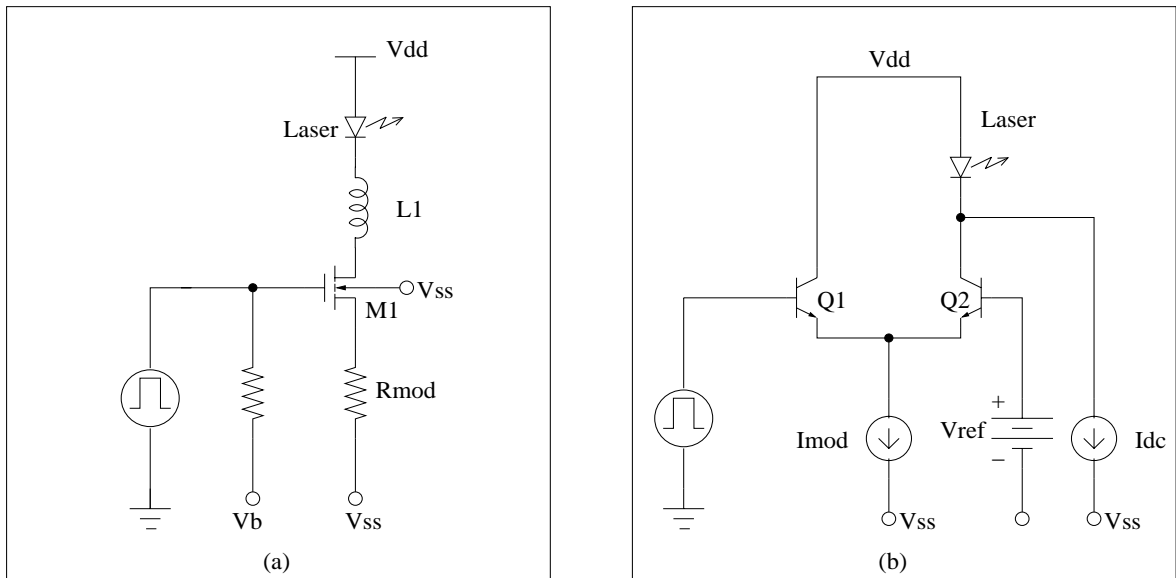 Vdd
Laser
L1
Vss
M1
Rmod
Vb
Vss
(a)
Vdd
Laser
Q1
Q2
+
Imod
Vref
Idc
−
Vss
Vss
(b)